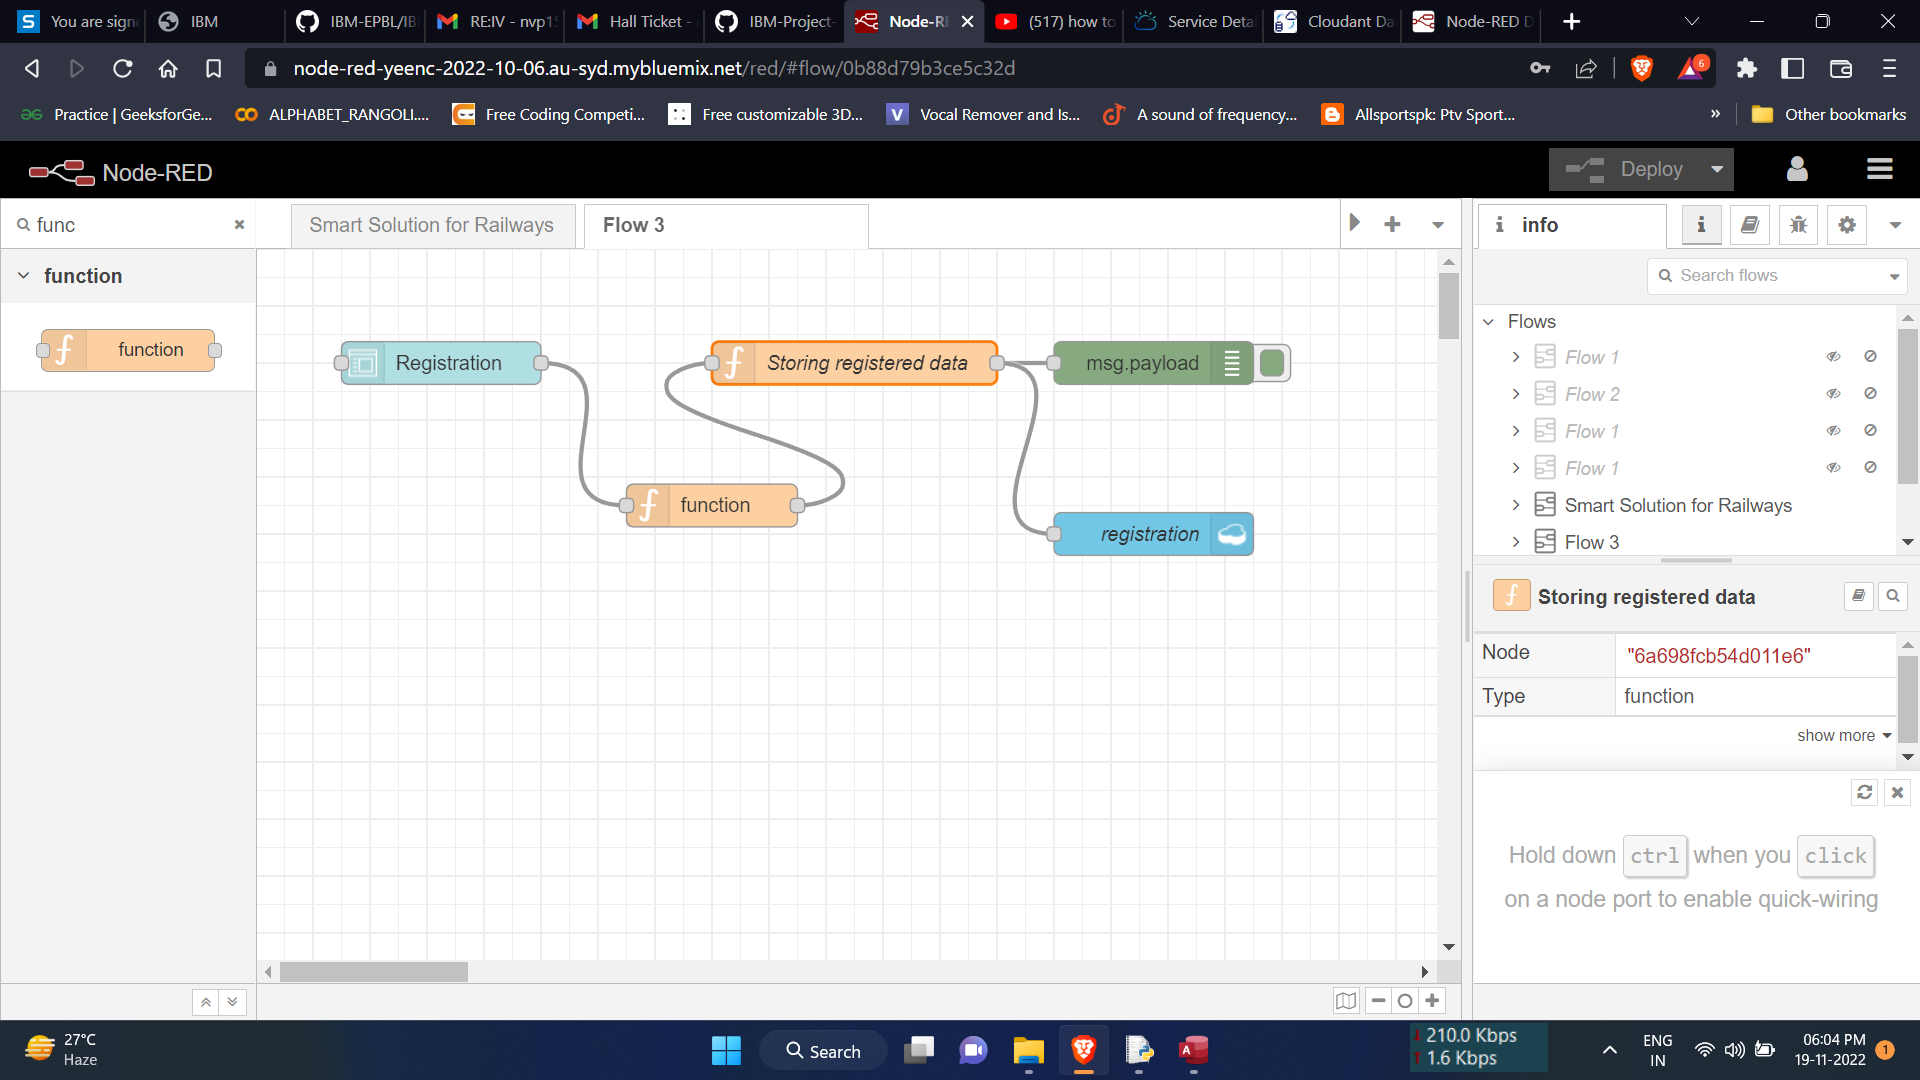 You are sign
IBM
IBM-EPBL/IB
RE:IV - nvp15
Hall Ticket -
IBM-Project-
Node-RE
(517) how to
Service Detai
Cloudant Da
Node-RED D
node-red-yeenc-2022-10-06.au-syd.mybluemix.net/red/#flow/0b88d79b3ce5c32d
6
Practice | GeeksforGe...
ALPHABET_RANGOLI....
Free Coding Competi...
Free customizable 3D...
Vocal Remover and Is...
A sound of frequency...
Allsportspk: Ptv Sport...
»
Other bookmarks
Node-RED
Deploy
func
Smart Solution for Railways
Flow 3
info
function
Search flows
function
Registration
Storing registered data
msg.payload
function
registration
Flows
Flow 1
Flow 2
Flow 1
Flow 1
Smart Solution for Railways
Flow 3
Storing registered data
Node
"6a698fcb54d011e6"
Type
function
show more
Hold down ctrl when you click
on a node port to enable quick-wiring
27°C
Haze
Search
210.0 Kbps
1.6 Kbps
ENG
IN
06:04 PM
19-11-2022
1